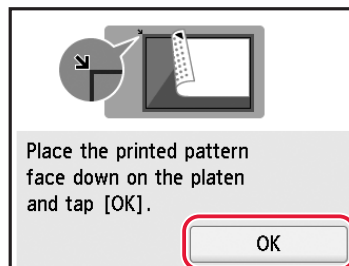 Place the printed pattern
face down on the platen
and tap [OK].
OK